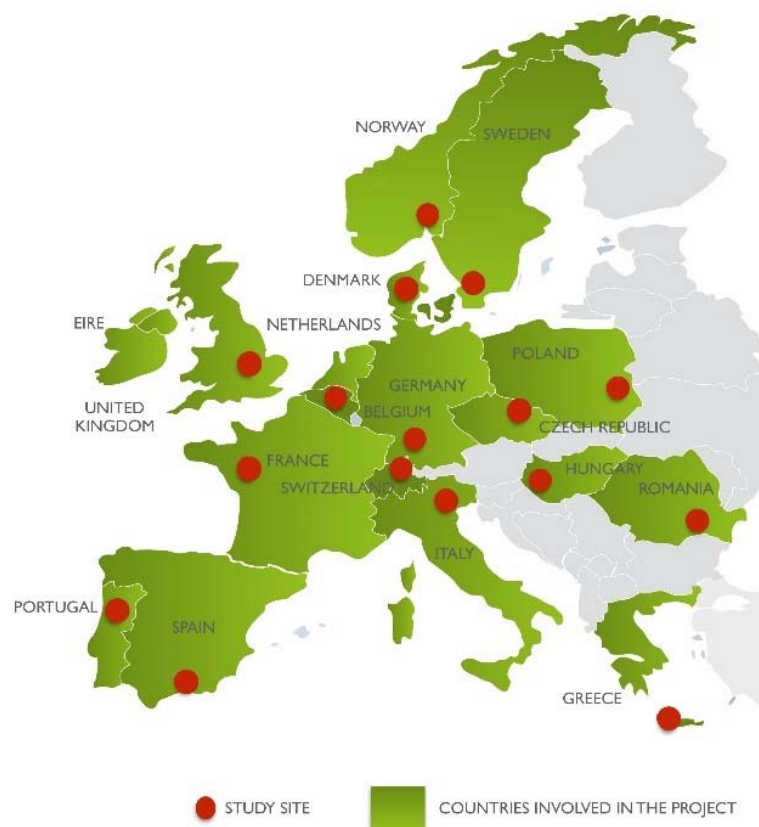 NORWAY
SWEDEN
DENMARK
NETHERLANDS
EIRE
POLAND
GERMANY
UNITED
KINGDOM
BELGIUM
CZECH REPUBLIC
FRANCE
HUNGARY
SWITZERLAND
ROMANIA
ITALY
PORTUGAL
SPAIN
GREECE
STUDY SITE
COUNTRIES INVOLVED IN THE PROJECT